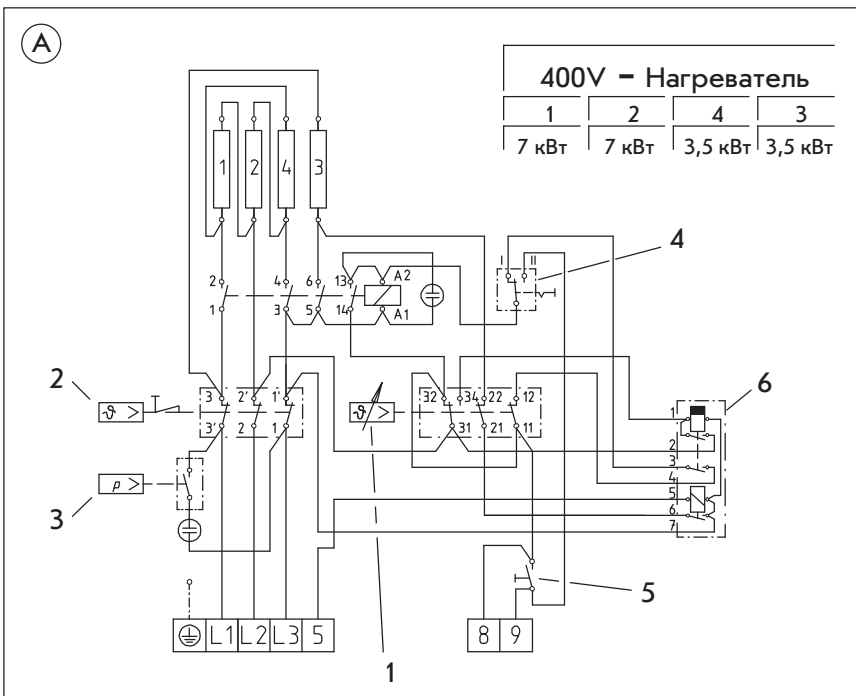 A
400V – Нагреватель
1 2 4 3
7 кВт 7 кВт 3,5 кВт 3,5 кВт
1 2 4 3
4
I II
2 4 6 13 A2
1 3 5 14 A1
2
3 2' 1' 32 34 22 12
6
ϑ > ϑ >
1
3' 2 1 31 21 11
2
3
p >
4
3
5
6
7
5
L1 L2 L3 5 8 9
1